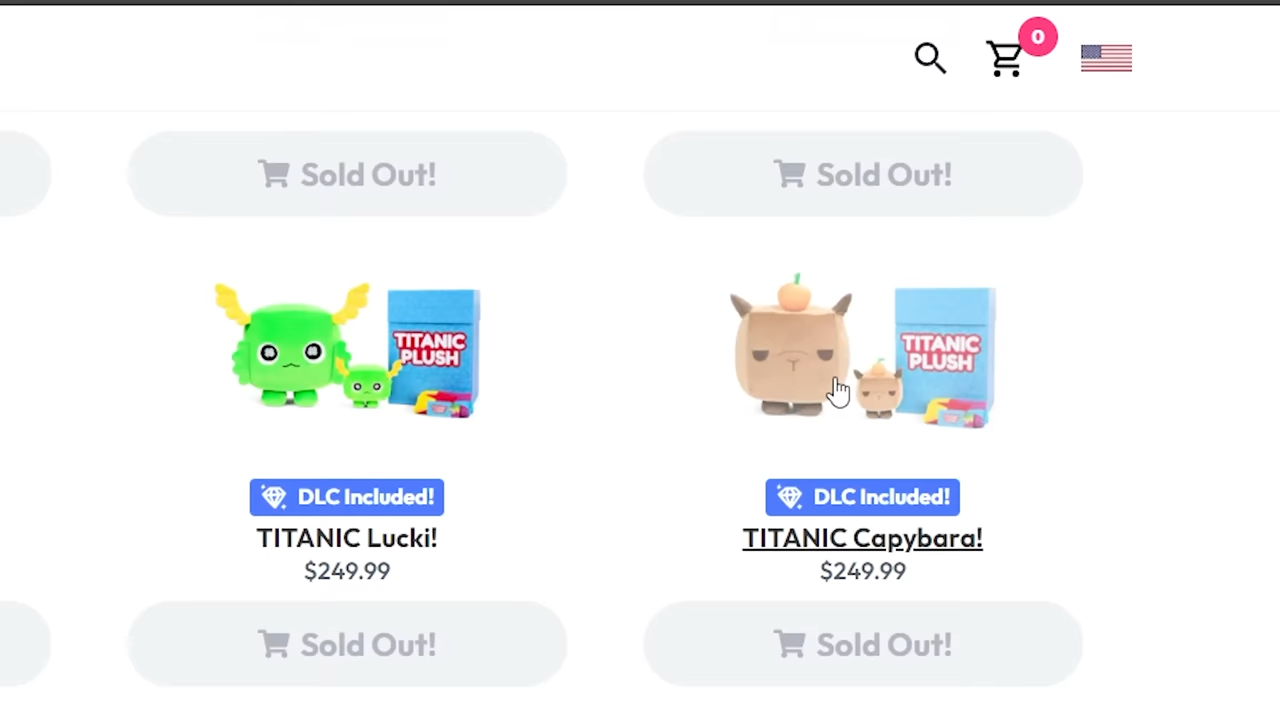 0
Sold Out!
Sold Out!
TITANIC
PLUSH
TITANIC
PLUSH
DLC Included!
DLC Included!
TITANIC Lucki!
TITANIC Capybara!
$249.99
$249.99
Sold Out!
Sold Out!